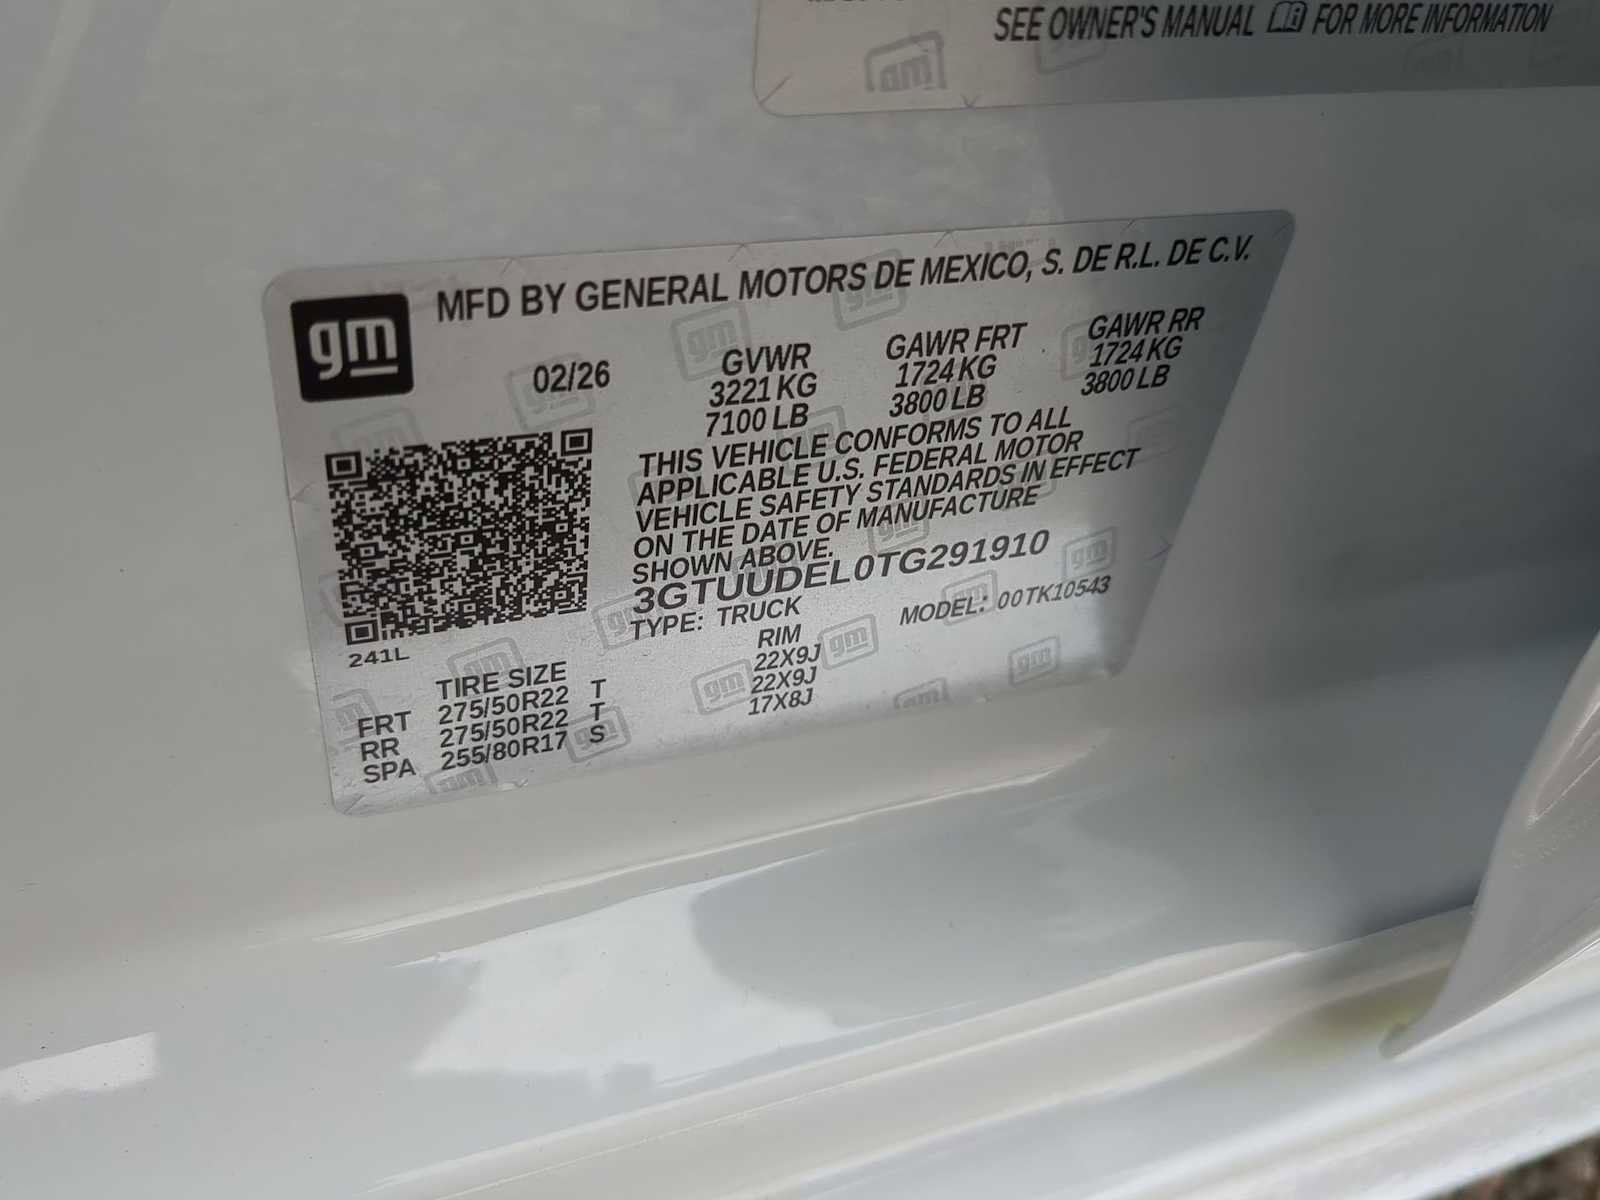 SEE OWNER'S MANUAL FOR MORE INFORMATION
gm
MFD BY GENERAL MOTORS DE MEXICO, S. DE R.L. DE C.V.
02/26
GVWR GAWR FRT GAWR RR
3221 KG 1724 KG 1724 KG
7100 LB 3800 LB 3800 LB
THIS VEHICLE CONFORMS TO ALL
APPLICABLE U.S. FEDERAL MOTOR
VEHICLE SAFETY STANDARDS IN EFFECT
ON THE DATE OF MANUFACTURE
SHOWN ABOVE.
3GTUUDEL0TG291910
TYPE: TRUCK MODEL: 00TK10543
241L
TIRE SIZE RIM
FRT 275/50R22 T 22X9J
RR 275/50R22 T 22X9J
SPA 255/80R17 S 17X8J